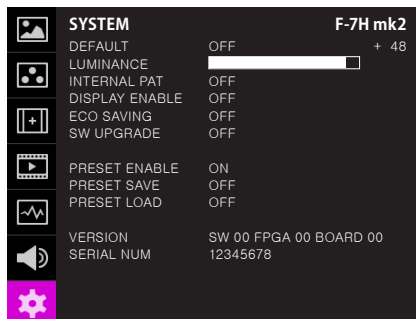 SYSTEM F-7H mk2
DEFAULT OFF + 48
LUMINANCE
INTERNAL PAT OFF
DISPLAY ENABLE OFF
ECO SAVING OFF
SW UPGRADE OFF
PRESET ENABLE ON
PRESET SAVE OFF
PRESET LOAD OFF
VERSION SW 00 FPGA 00 BOARD 00
SERIAL NUM 12345678